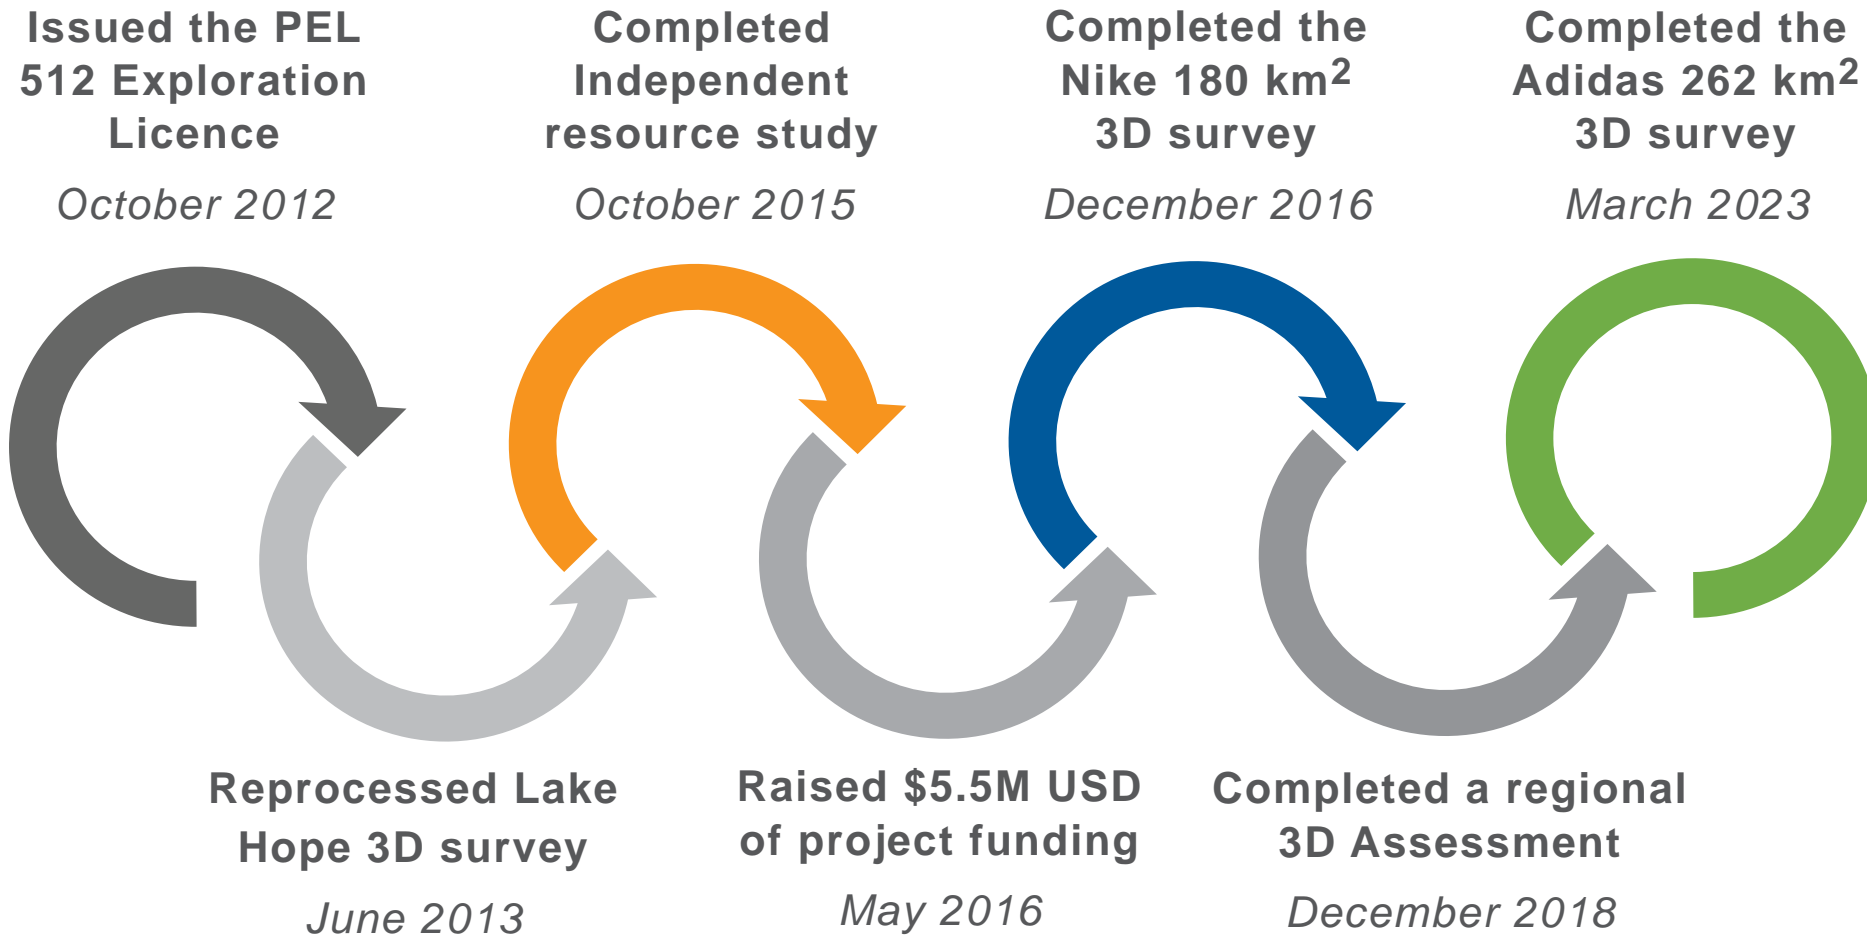 Issued the PEL
512 Exploration
Licence
October 2012
Completed
Independent
resource study
October 2015
Completed the
Nike 180 km²
3D survey
December 2016
Completed the
Adidas 262 km²
3D survey
March 2023
Reprocessed Lake
Hope 3D survey
June 2013
Raised $5.5M USD
of project funding
May 2016
Completed a regional
3D Assessment
December 2018